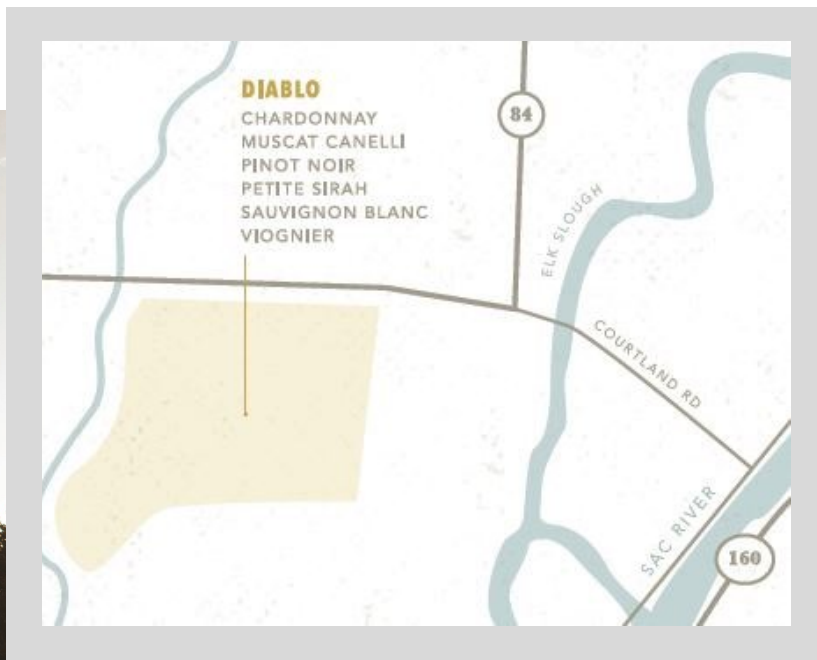 DIABLO
CHARDONNAY
MUSCAT CANELLI
PINOT NOIR
PETITE SIRAH
SAUVIGNON BLANC
VIOGNIER
84
ELK SLOUGH
COURTLAND RD
SAC RIVER
160